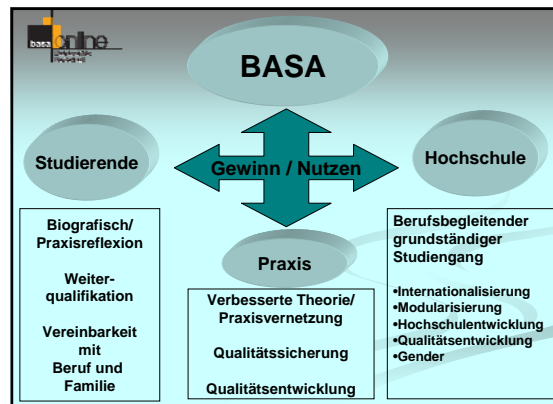 basa online
BASA
Studierende
Gewinn / Nutzen
Hochschule
Biografisch/
Praxisreflexion
Weiter-
qualifikation
Vereinbarkeit
mit
Beruf und
Familie
Praxis
Verbesserte Theorie/
Praxisvernetzung
Qualitätssicherung
Qualitätsentwicklung
Berufsbegleitender
grundständiger
Studiengang
•Internationalisierung
•Modularisierung
•Hochschulentwicklung
•Qualitätsentwicklung
•Gender